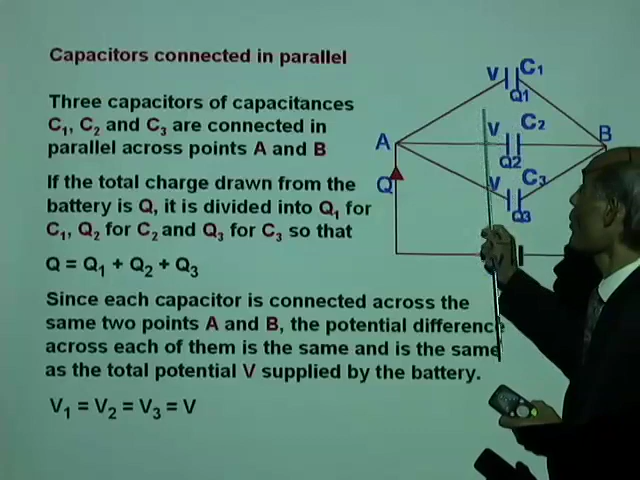 Capacitors connected in parallel
Three capacitors of capacitances
C1, C2 and C3 are connected in
parallel across points A and B
If the total charge drawn from the
battery is Q, it is divided into Q1 for
C1, Q2 for C2 and Q3 for C3 so that
Q = Q1 + Q2 + Q3
Since each capacitor is connected across the
same two points A and B, the potential difference
across each of them is the same and is the same
as the total potential V supplied by the battery.
V1 = V2 = V3 = V
V C1
Q1
V C2
A B
Q2
Q V C3
Q3